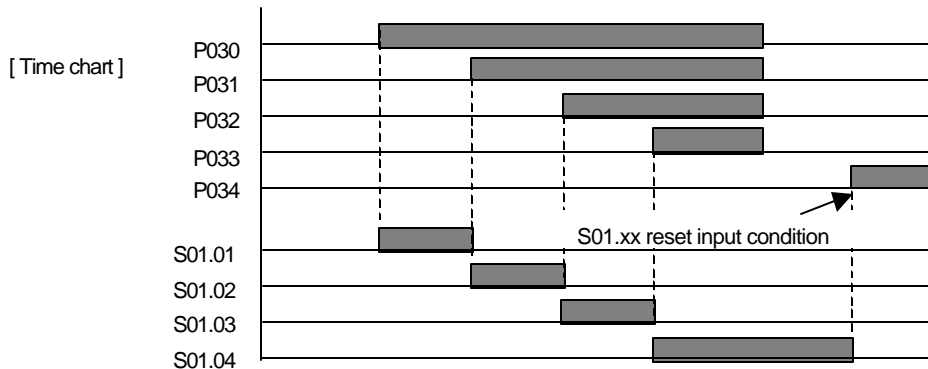 P030
[ Time chart ]
P031
P032
P033
P034
S01.xx reset input condition
S01.01
S01.02
S01.03
S01.04